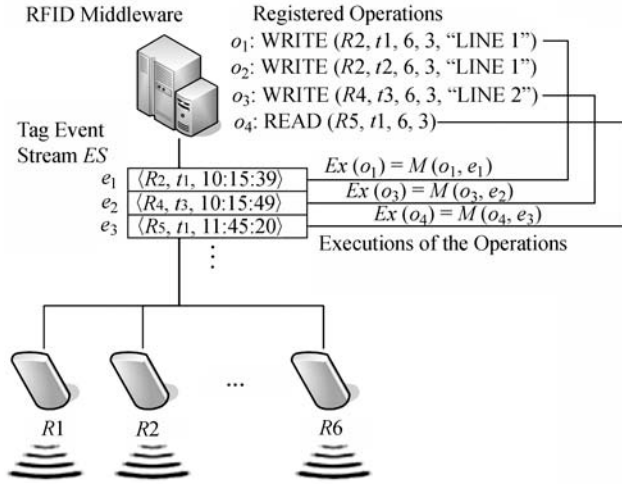 RFID Middleware
Registered Operations
o1: WRITE (R2, t1, 6, 3, “LINE 1”)
o2: WRITE (R2, t2, 6, 3, “LINE 1”)
o3: WRITE (R4, t3, 6, 3, “LINE 2”)
o4: READ (R5, t1, 6, 3)
Tag Event
Stream ES
e1 ⟨R2, t1, 10:15:39⟩ Ex (o1) = M (o1, e1)
e2 ⟨R4, t3, 10:15:49⟩ Ex (o3) = M (o3, e2)
e3 ⟨R5, t1, 11:45:20⟩ Ex (o4) = M (o4, e3)
Executions of the Operations
⋮
...
R1 R2 R6